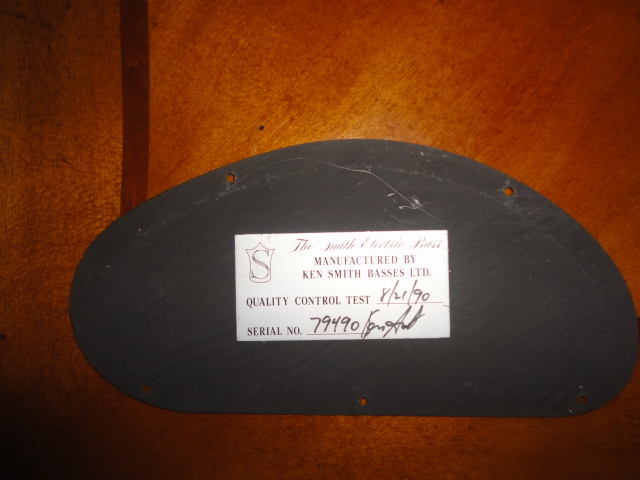 S
The Smith Electric Bass
MANUFACTURED BY
KEN SMITH BASSES LTD.
QUALITY CONTROL TEST 8/21/90
SERIAL NO. 79490